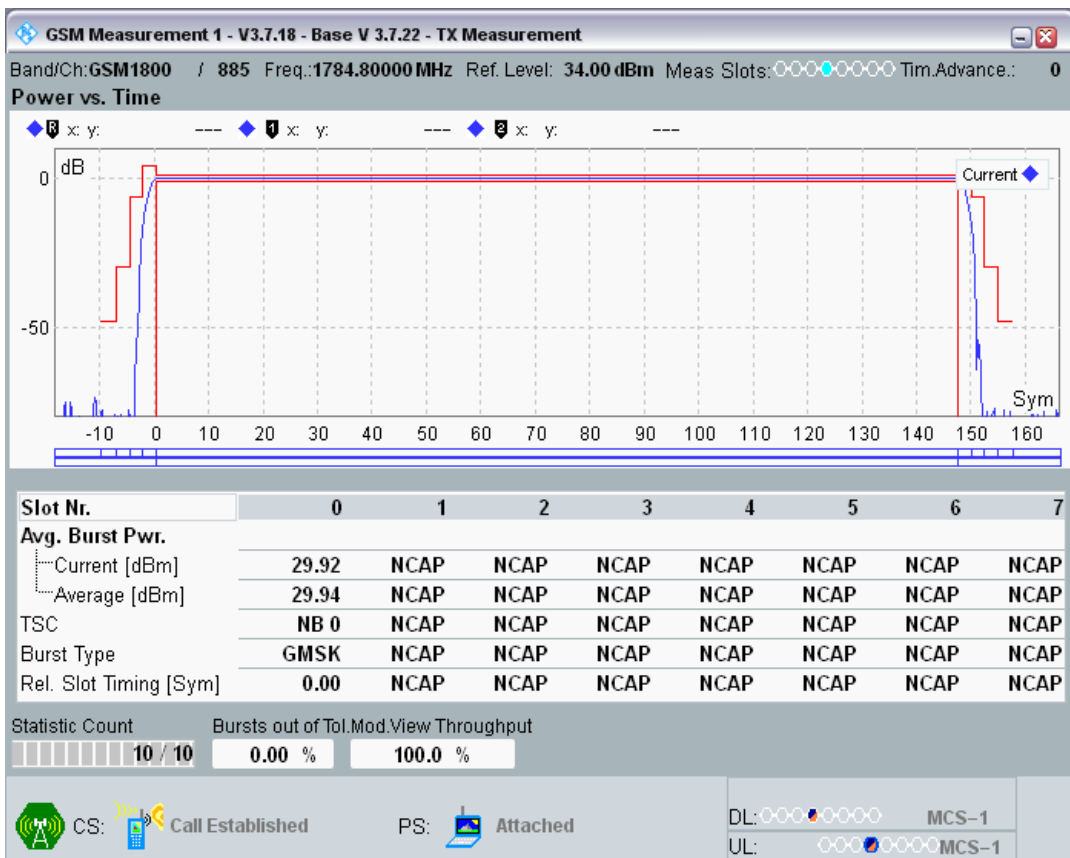 GSM Measurement 1 - V3.7.18 - Base V 3.7.22 - TX Measurement
Band/Ch:GSM1800 / 885 Freq.:1784.80000 MHz Ref. Level: 34.00 dBm Meas Slots: Tim.Advance.: 0
Power vs. Time
R x: y: --- 1 x: y: --- 2 x: y: ---
dB
Current
0
-50
Sym
-10 0 10 20 30 40 50 60 70 80 90 100 110 120 130 140 150 160
Slot Nr. 0 1 2 3 4 5 6 7
Avg. Burst Pwr.
Current [dBm] 29.92 NCAP NCAP NCAP NCAP NCAP NCAP NCAP
Average [dBm] 29.94 NCAP NCAP NCAP NCAP NCAP NCAP NCAP
TSC NB 0 NCAP NCAP NCAP NCAP NCAP NCAP NCAP
Burst Type GMSK NCAP NCAP NCAP NCAP NCAP NCAP NCAP
Rel. Slot Timing [Sym] 0.00 NCAP NCAP NCAP NCAP NCAP NCAP NCAP
Statistic Count Bursts out of Tol.Mod.View Throughput
10 / 10 0.00 % 100.0 %
CS: Call Established PS: Attached
DL: MCS-1
UL: MCS-1